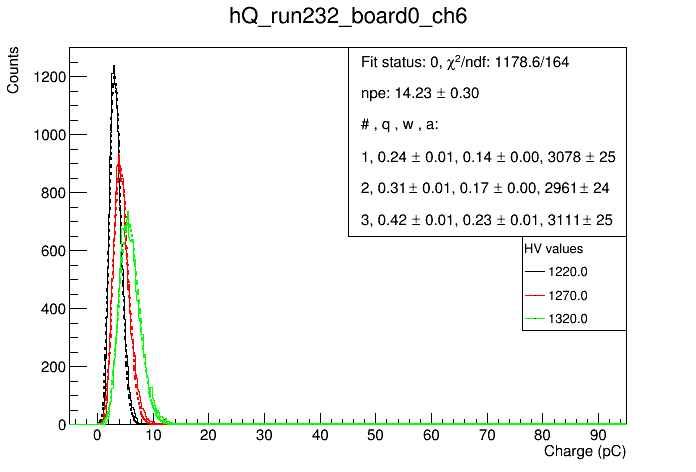 hQ_run232_board0_ch6
Counts
1200
1000
800
600
400
200
0
0 10 20 30 40 50 60 70 80 90
Charge (pC)
Fit status: 0, χ²/ndf: 1178.6/164
npe: 14.23 ± 0.30
# , q , w , a:
1, 0.24 ± 0.01, 0.14 ± 0.00, 3078 ± 25
2, 0.31 ± 0.01, 0.17 ± 0.00, 2961 ± 24
3, 0.42 ± 0.01, 0.23 ± 0.01, 3111 ± 25
HV values
1220.0
1270.0
1320.0